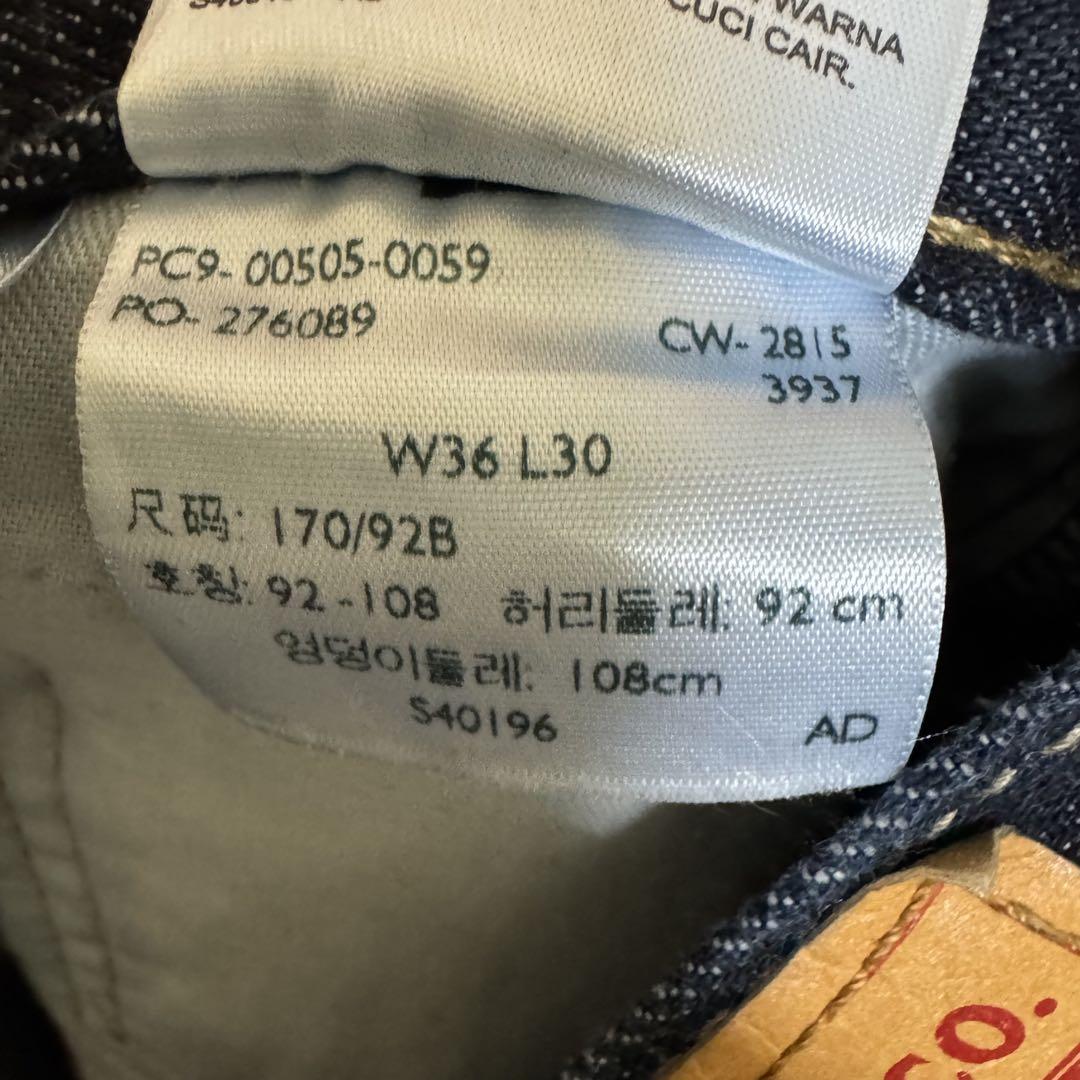 WARNA
CUCI CAIR.
PC9-00505-0059
PO-276089
CW-2815
3937
W36 L30
尺码: 170/92B
호칭: 92-108 허리둘레: 92 cm
엉덩이둘레: 108cm
S40196
AD
CO.